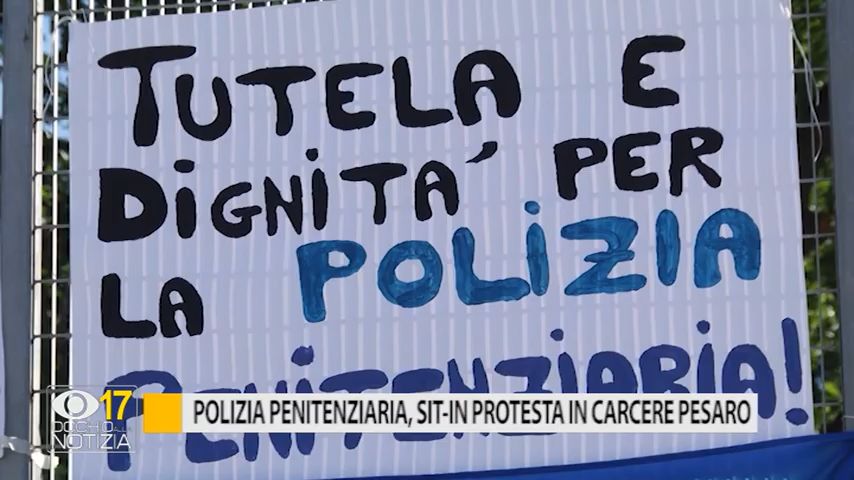 TUTELA E
DIGNITA' PER
LA POLIZIA
PENITENZIARIA!
17
OCCHIO ALLA
NOTIZIA
POLIZIA PENITENZIARIA, SIT-IN PROTESTA IN CARCERE PESARO